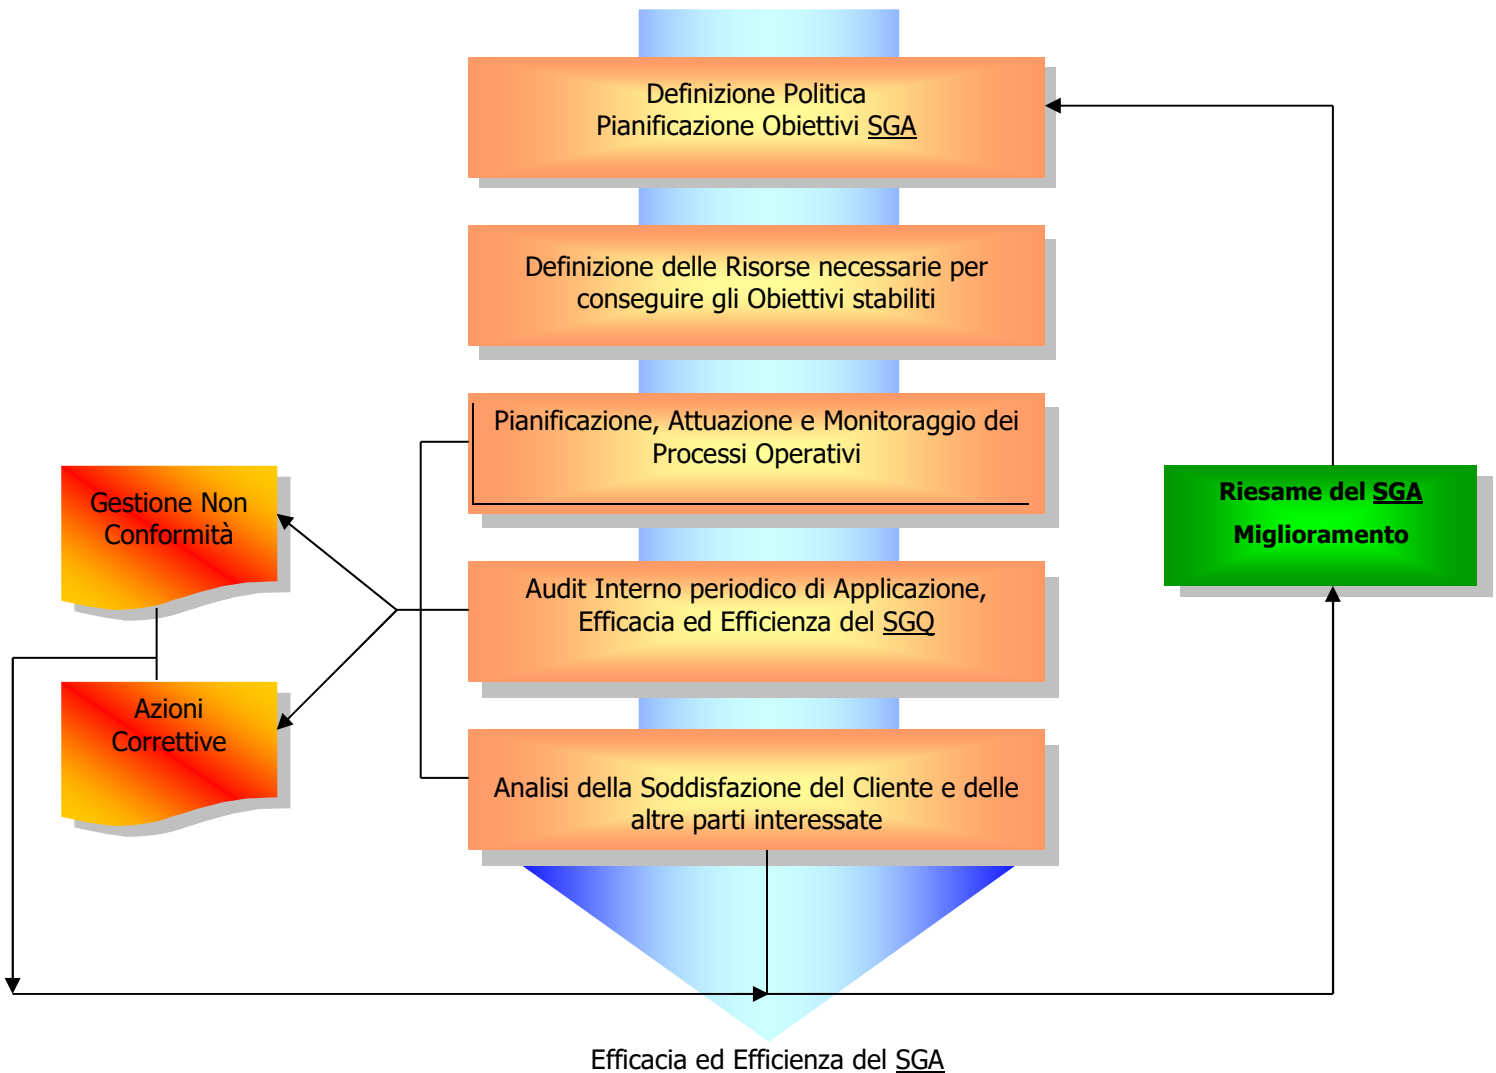 Definizione Politica
Pianificazione Obiettivi SGA
Definizione delle Risorse necessarie per
conseguire gli Obiettivi stabiliti
Pianificazione, Attuazione e Monitoraggio dei
Processi Operativi
Gestione Non
Conformità
Riesame del SGA
Miglioramento
Audit Interno periodico di Applicazione,
Efficacia ed Efficienza del SGQ
Azioni
Correttive
Analisi della Soddisfazione del Cliente e delle
altre parti interessate
Efficacia ed Efficienza del SGA